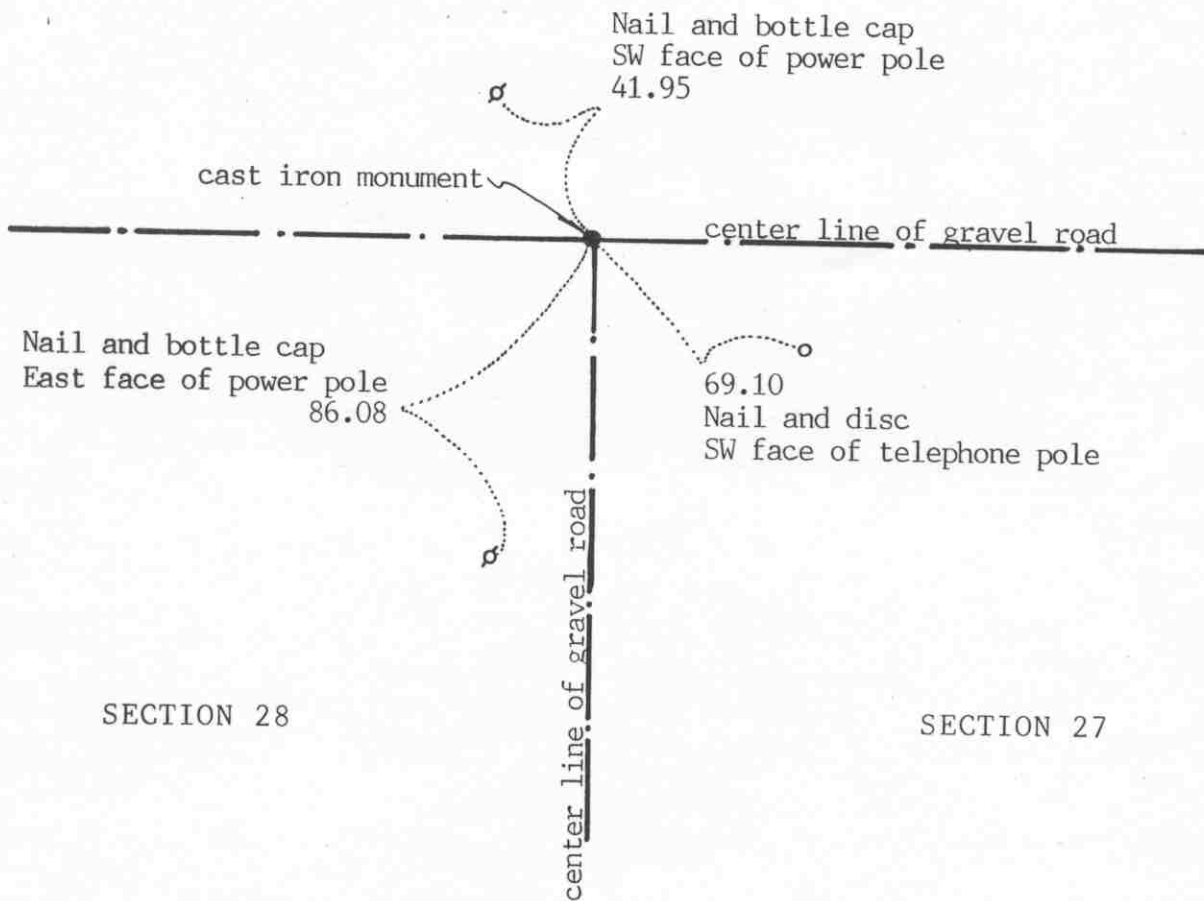 Nail and bottle cap
SW face of power pole
41.95
cast iron monument
center line of gravel road
Nail and bottle cap
East face of power pole
86.08
69.10
Nail and disc
SW face of telephone pole
center line of gravel road
SECTION 28
SECTION 27